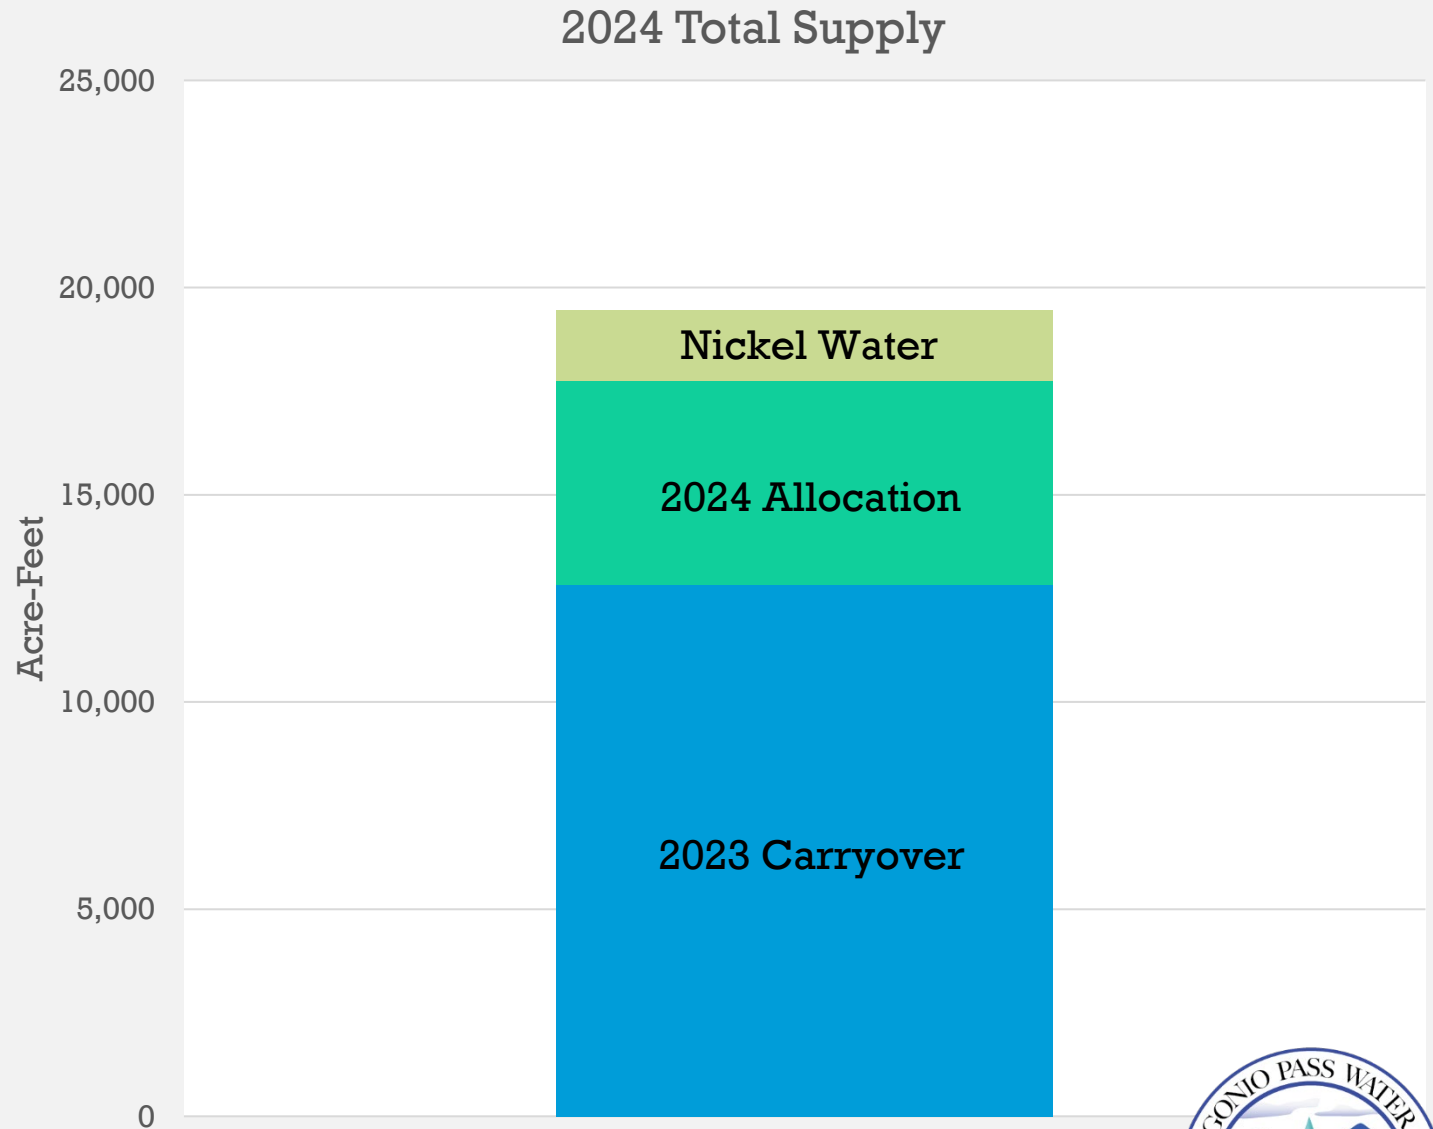 2024 Total Supply
25,000
20,000
15,000
10,000
5,000
0
Acre-Feet
Nickel Water
2024 Allocation
2023 Carryover
GONIO PASS WATER